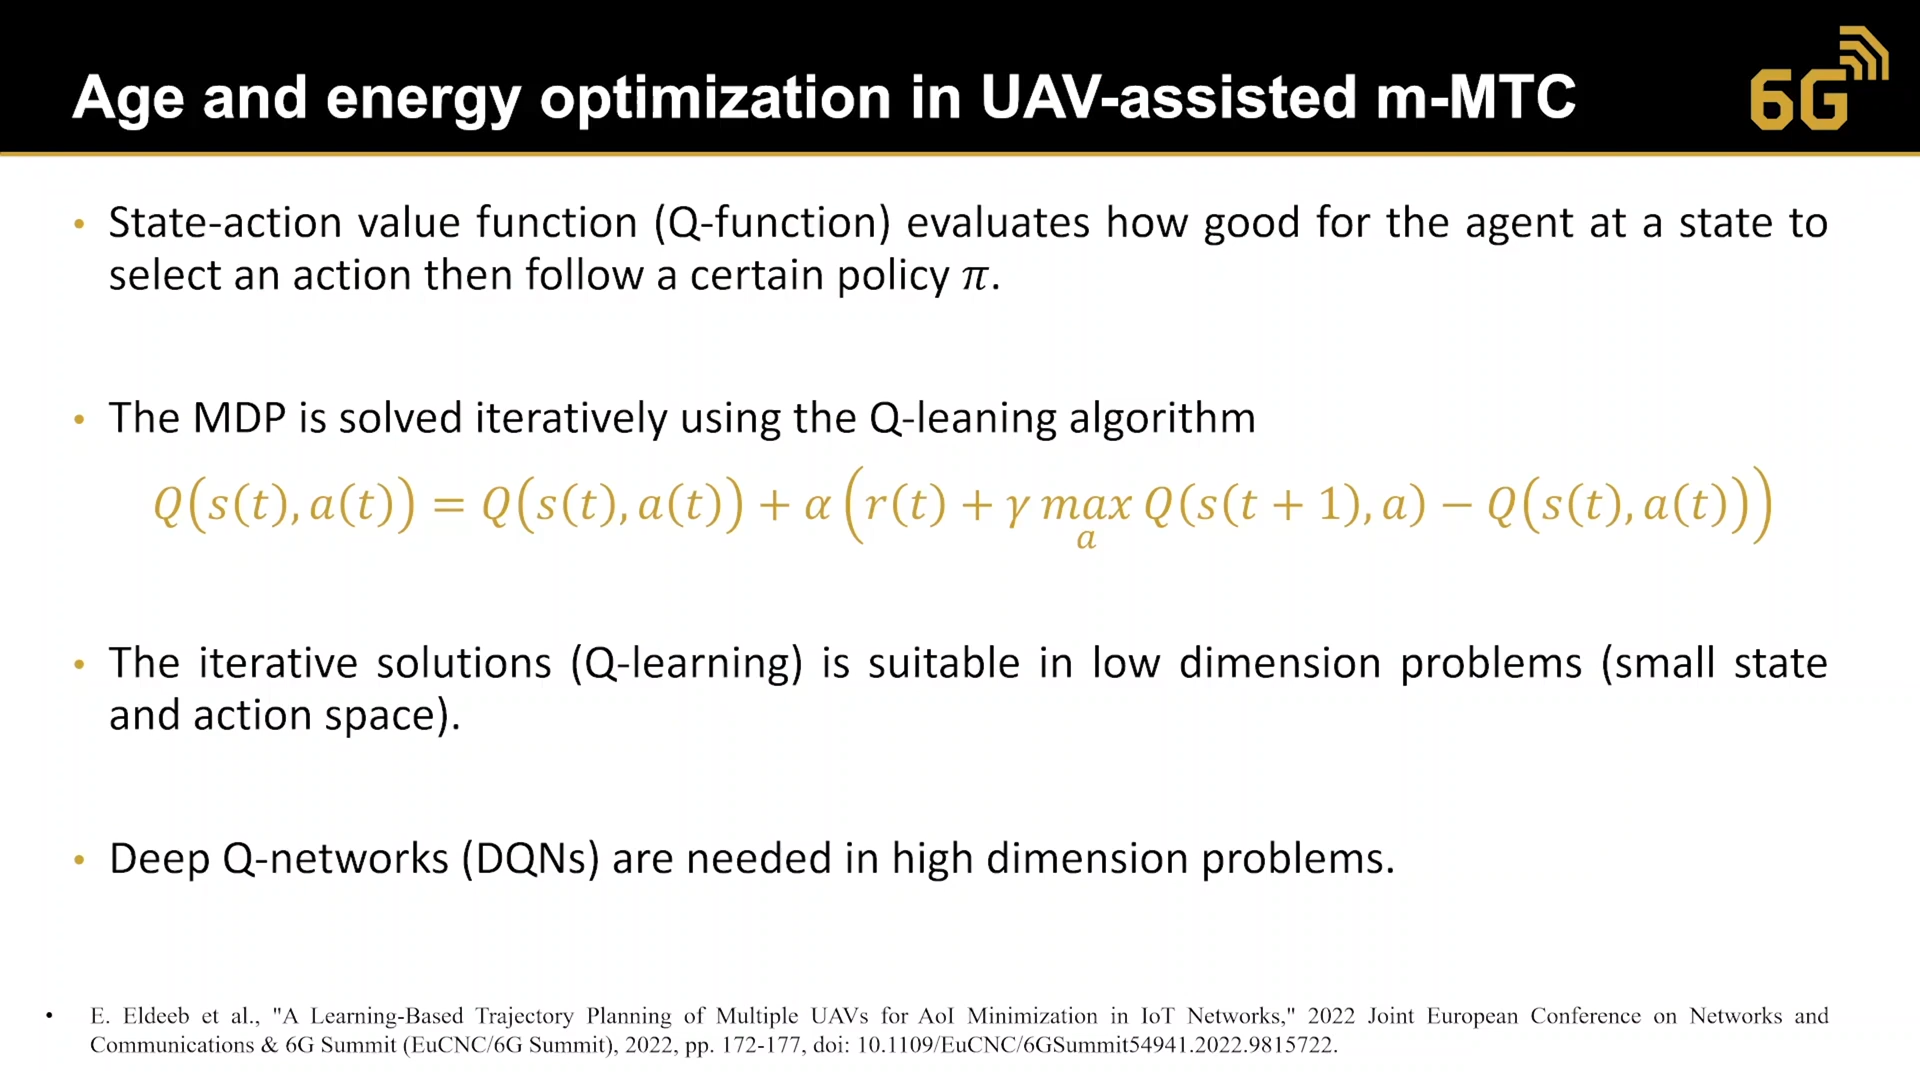 Age and energy optimization in UAV-assisted m-MTC
6G
• State-action value function (Q-function) evaluates how good for the agent at a state to
select an action then follow a certain policy π.
• The MDP is solved iteratively using the Q-leaning algorithm
Q(s(t), a(t)) = Q(s(t), a(t)) + α (r(t) + γ max Q(s(t + 1), a) − Q(s(t), a(t)))
a
• The iterative solutions (Q-learning) is suitable in low dimension problems (small state
and action space).
• Deep Q-networks (DQNs) are needed in high dimension problems.
• E. Eldeeb et al., "A Learning-Based Trajectory Planning of Multiple UAVs for AoI Minimization in IoT Networks," 2022 Joint European Conference on Networks and
Communications & 6G Summit (EuCNC/6G Summit), 2022, pp. 172-177, doi: 10.1109/EuCNC/6GSummit54941.2022.9815722.